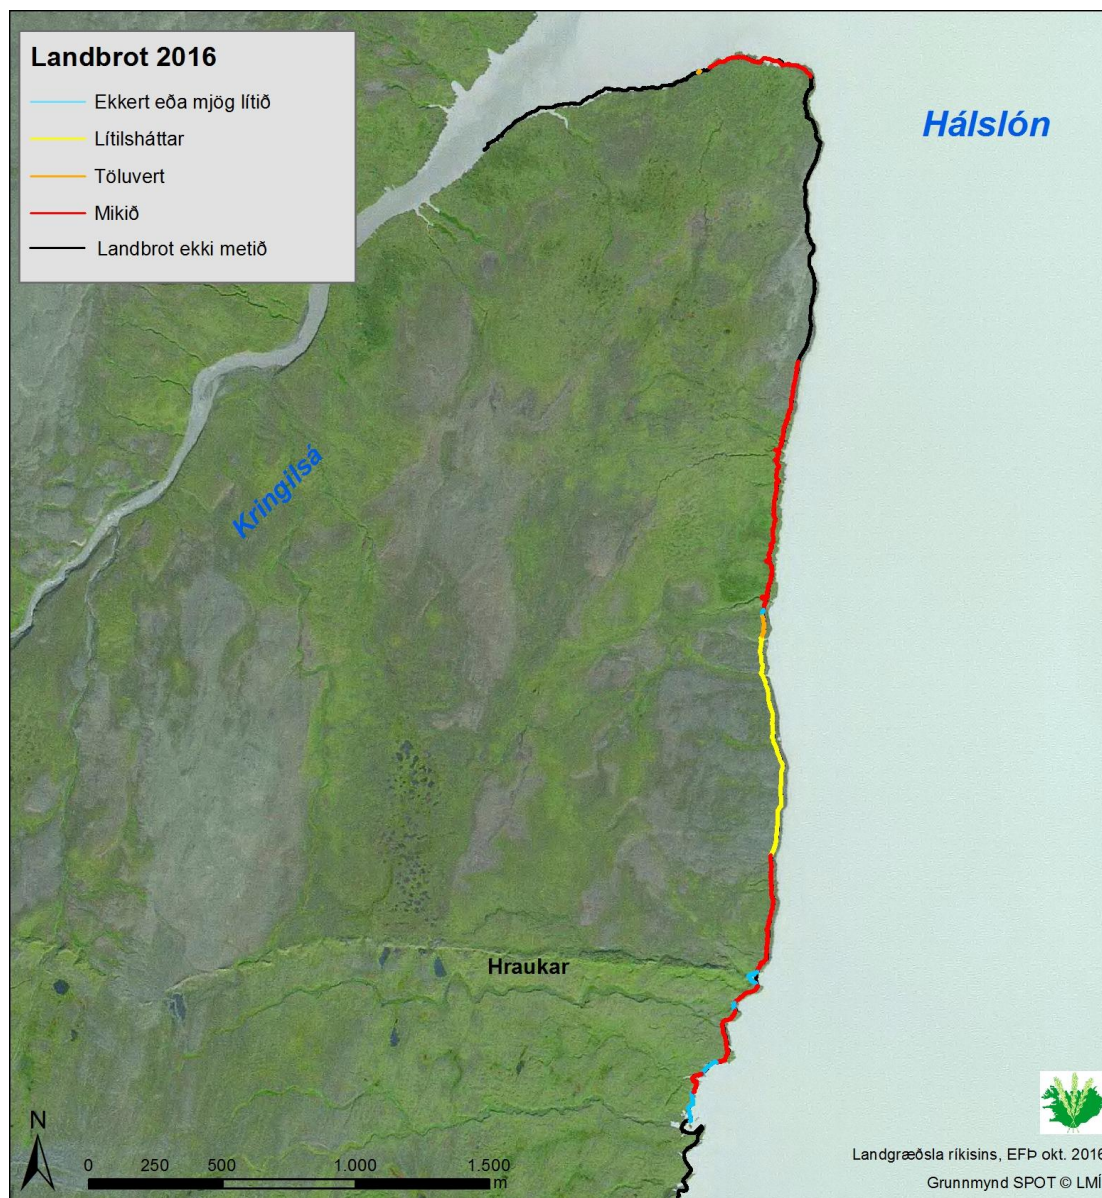 Landbrot 2016
Ekkert eða mjög lítið
Lítilsháttar
Töluvert
Mikið
Landbrot ekki metið
Hálslón
Kringilsá
Hraukar
N
0 250 500 1.000 1.500
m
Landgræðsla ríkisins, EFÞ okt. 2016
Grunnmynd SPOT © LMÍ